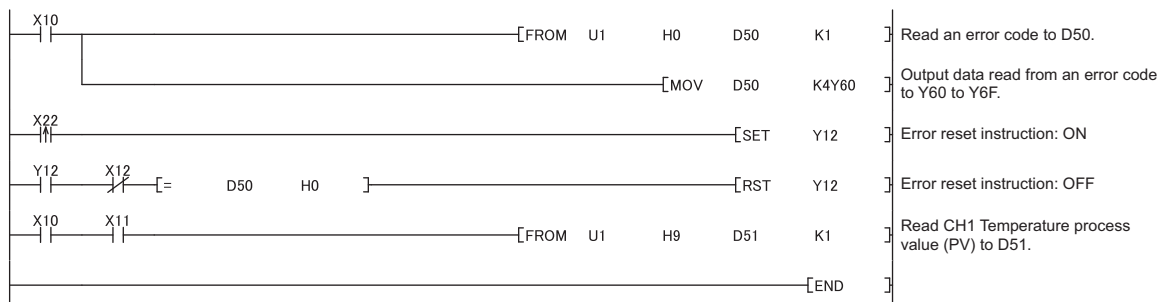 X10
[FROM U1 H0 D50 K1 ] Read an error code to D50.
[MOV D50 K4Y60 ] Output data read from an error code
to Y60 to Y6F.
X22
[SET Y12 ] Error reset instruction: ON
Y12 X12
[= D50 H0 ] [RST Y12 ] Error reset instruction: OFF
X10 X11
[FROM U1 H9 D51 K1 ] Read CH1 Temperature process
value (PV) to D51.
[END ]